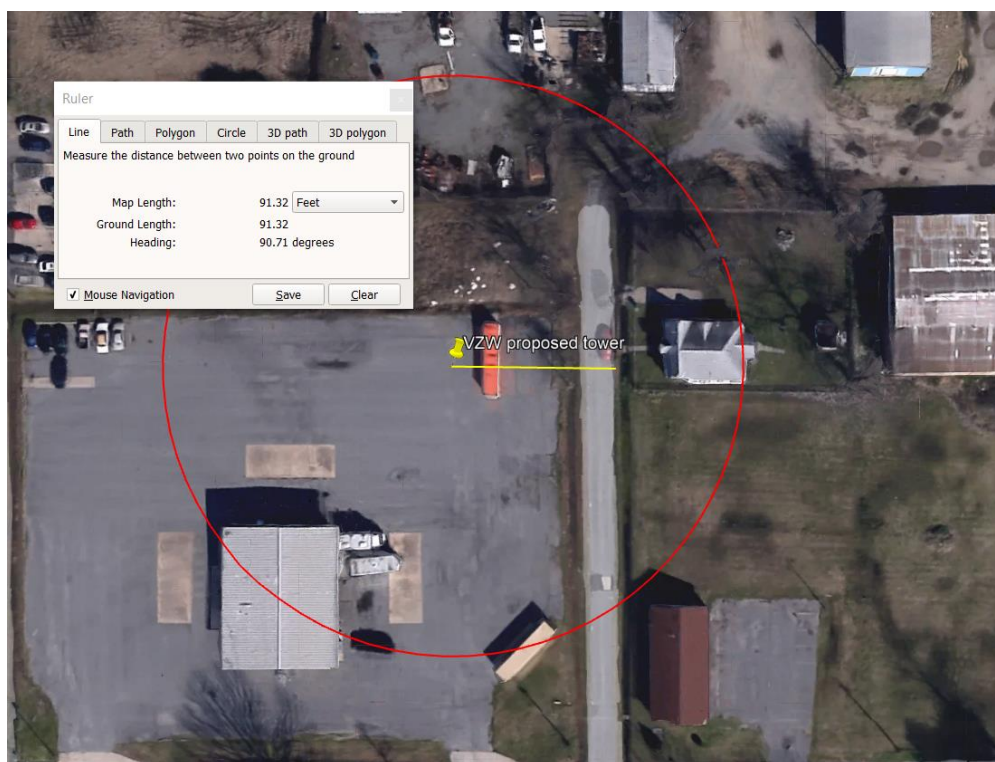 Ruler
Line Path Polygon Circle 3D path 3D polygon
Measure the distance between two points on the ground
Map Length: 91.32 Feet
Ground Length: 91.32
Heading: 90.71 degrees
Mouse Navigation Save Clear
VZW proposed tower